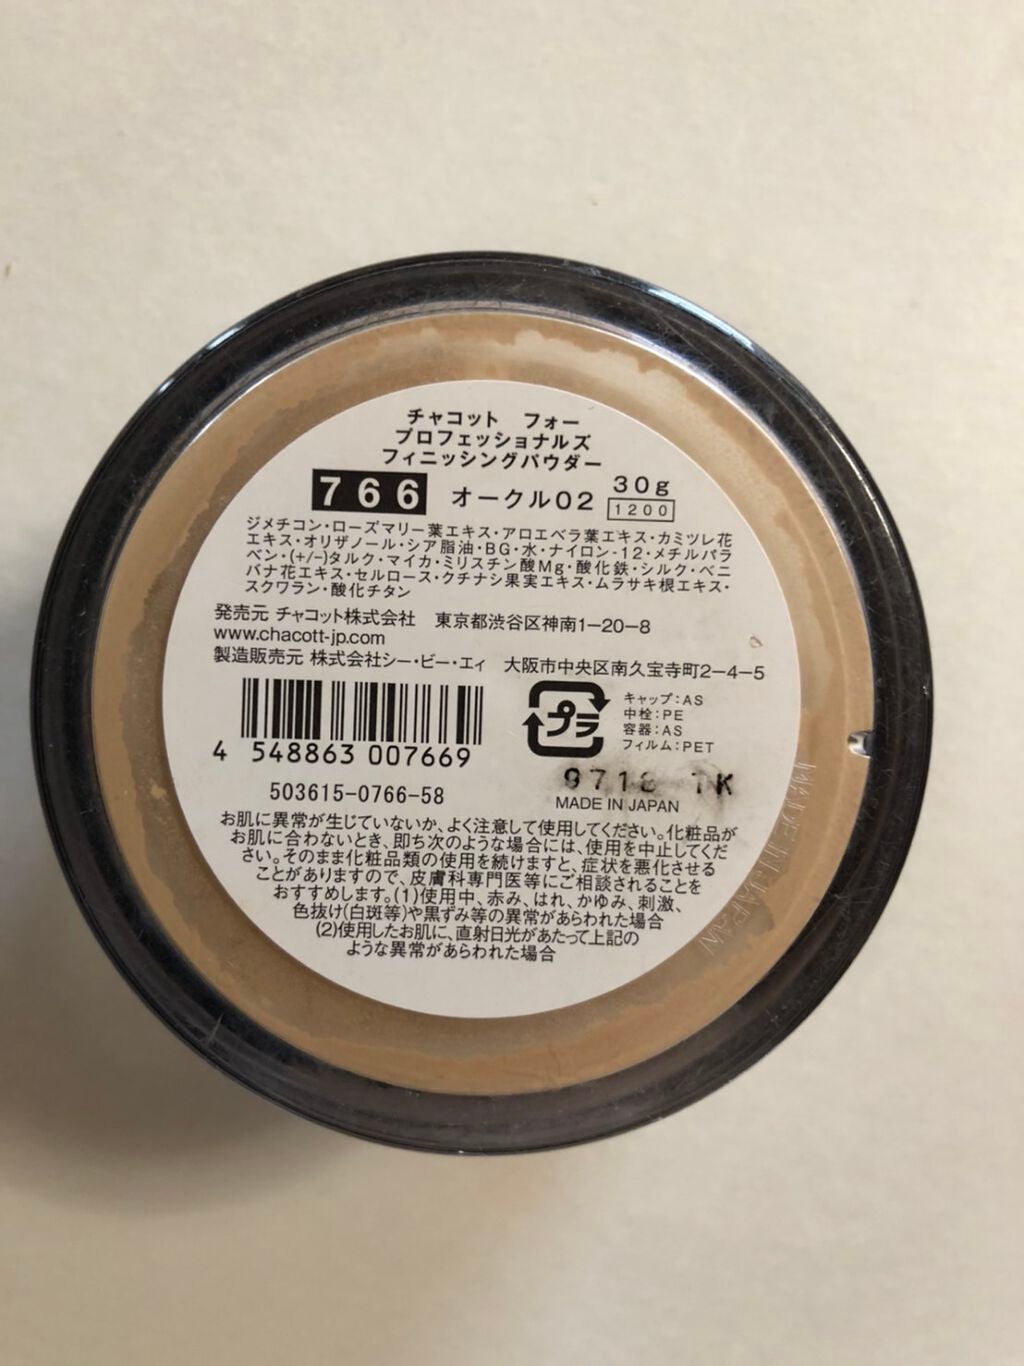 チャコット フォー
プロフェッショナルズ
フィニッシングパウダー
766 オークル02 30g
1200
ジメチコン・ローズマリー葉エキス・アロエベラ葉エキス・カミツレ花
エキス・オリザノール・シア脂油・BG・水・ナイロン-12・メチルパラ
ベン・(+/-)タルク・マイカ・ミリスチン酸Mg・酸化鉄・シルク・ベニ
バナ花エキス・セルロース・クチナシ果実エキス・ムラサキ根エキス・
スクワラン・酸化チタン
発売元 チャコット株式会社 東京都渋谷区神南1-20-8
www.chacott-jp.com
製造販売元 株式会社シー・ビー・エィ 大阪市中央区南久宝寺町2-4-5
プラ
キャップ:AS
中栓:PE
容器:AS
フィルム:PET
4 548863 007669
503615-0766-58
MADE IN JAPAN
お肌に異常が生じていないか、よく注意して使用してください。化粧品が
お肌に合わないとき、即ち次のような場合には、使用を中止してくだ
さい。そのまま化粧品類の使用を続けますと、症状を悪化させる
ことがありますので、皮膚科専門医等にご相談されることを
おすすめします。(1)使用中、赤み、はれ、かゆみ、刺激、
色抜け(白斑等)や黒ずみ等の異常があらわれた場合
(2)使用したお肌に、直射日光があたって上記の
ような異常があらわれた場合
MADE IN JAPAN